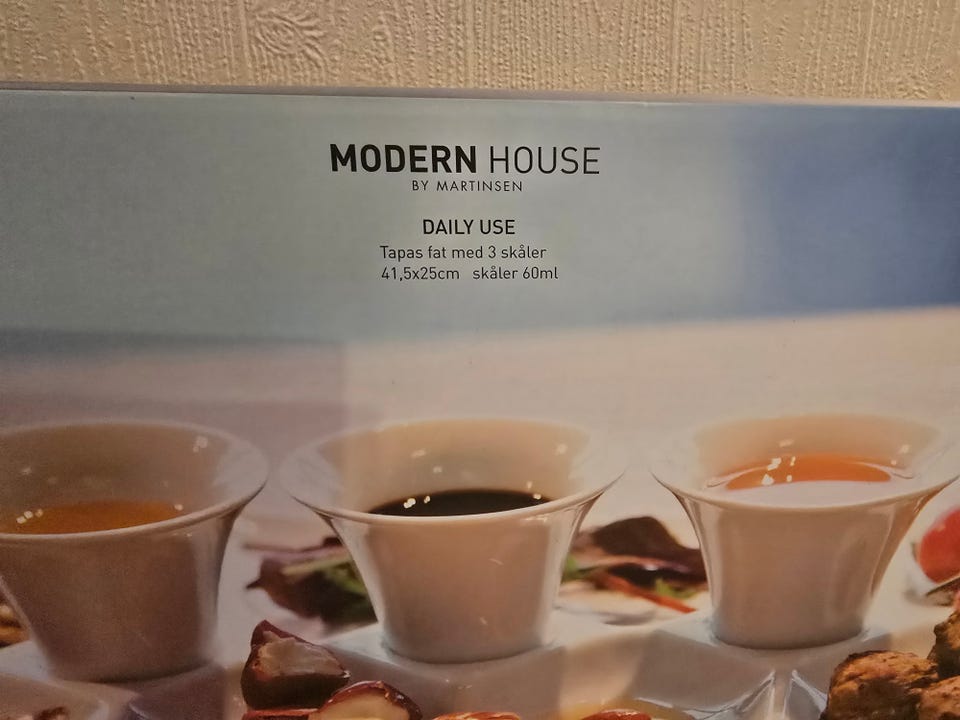 MODERN HOUSE
BY MARTINSEN
DAILY USE
Tapas fat med 3 skåler
41,5x25cm skåler 60ml